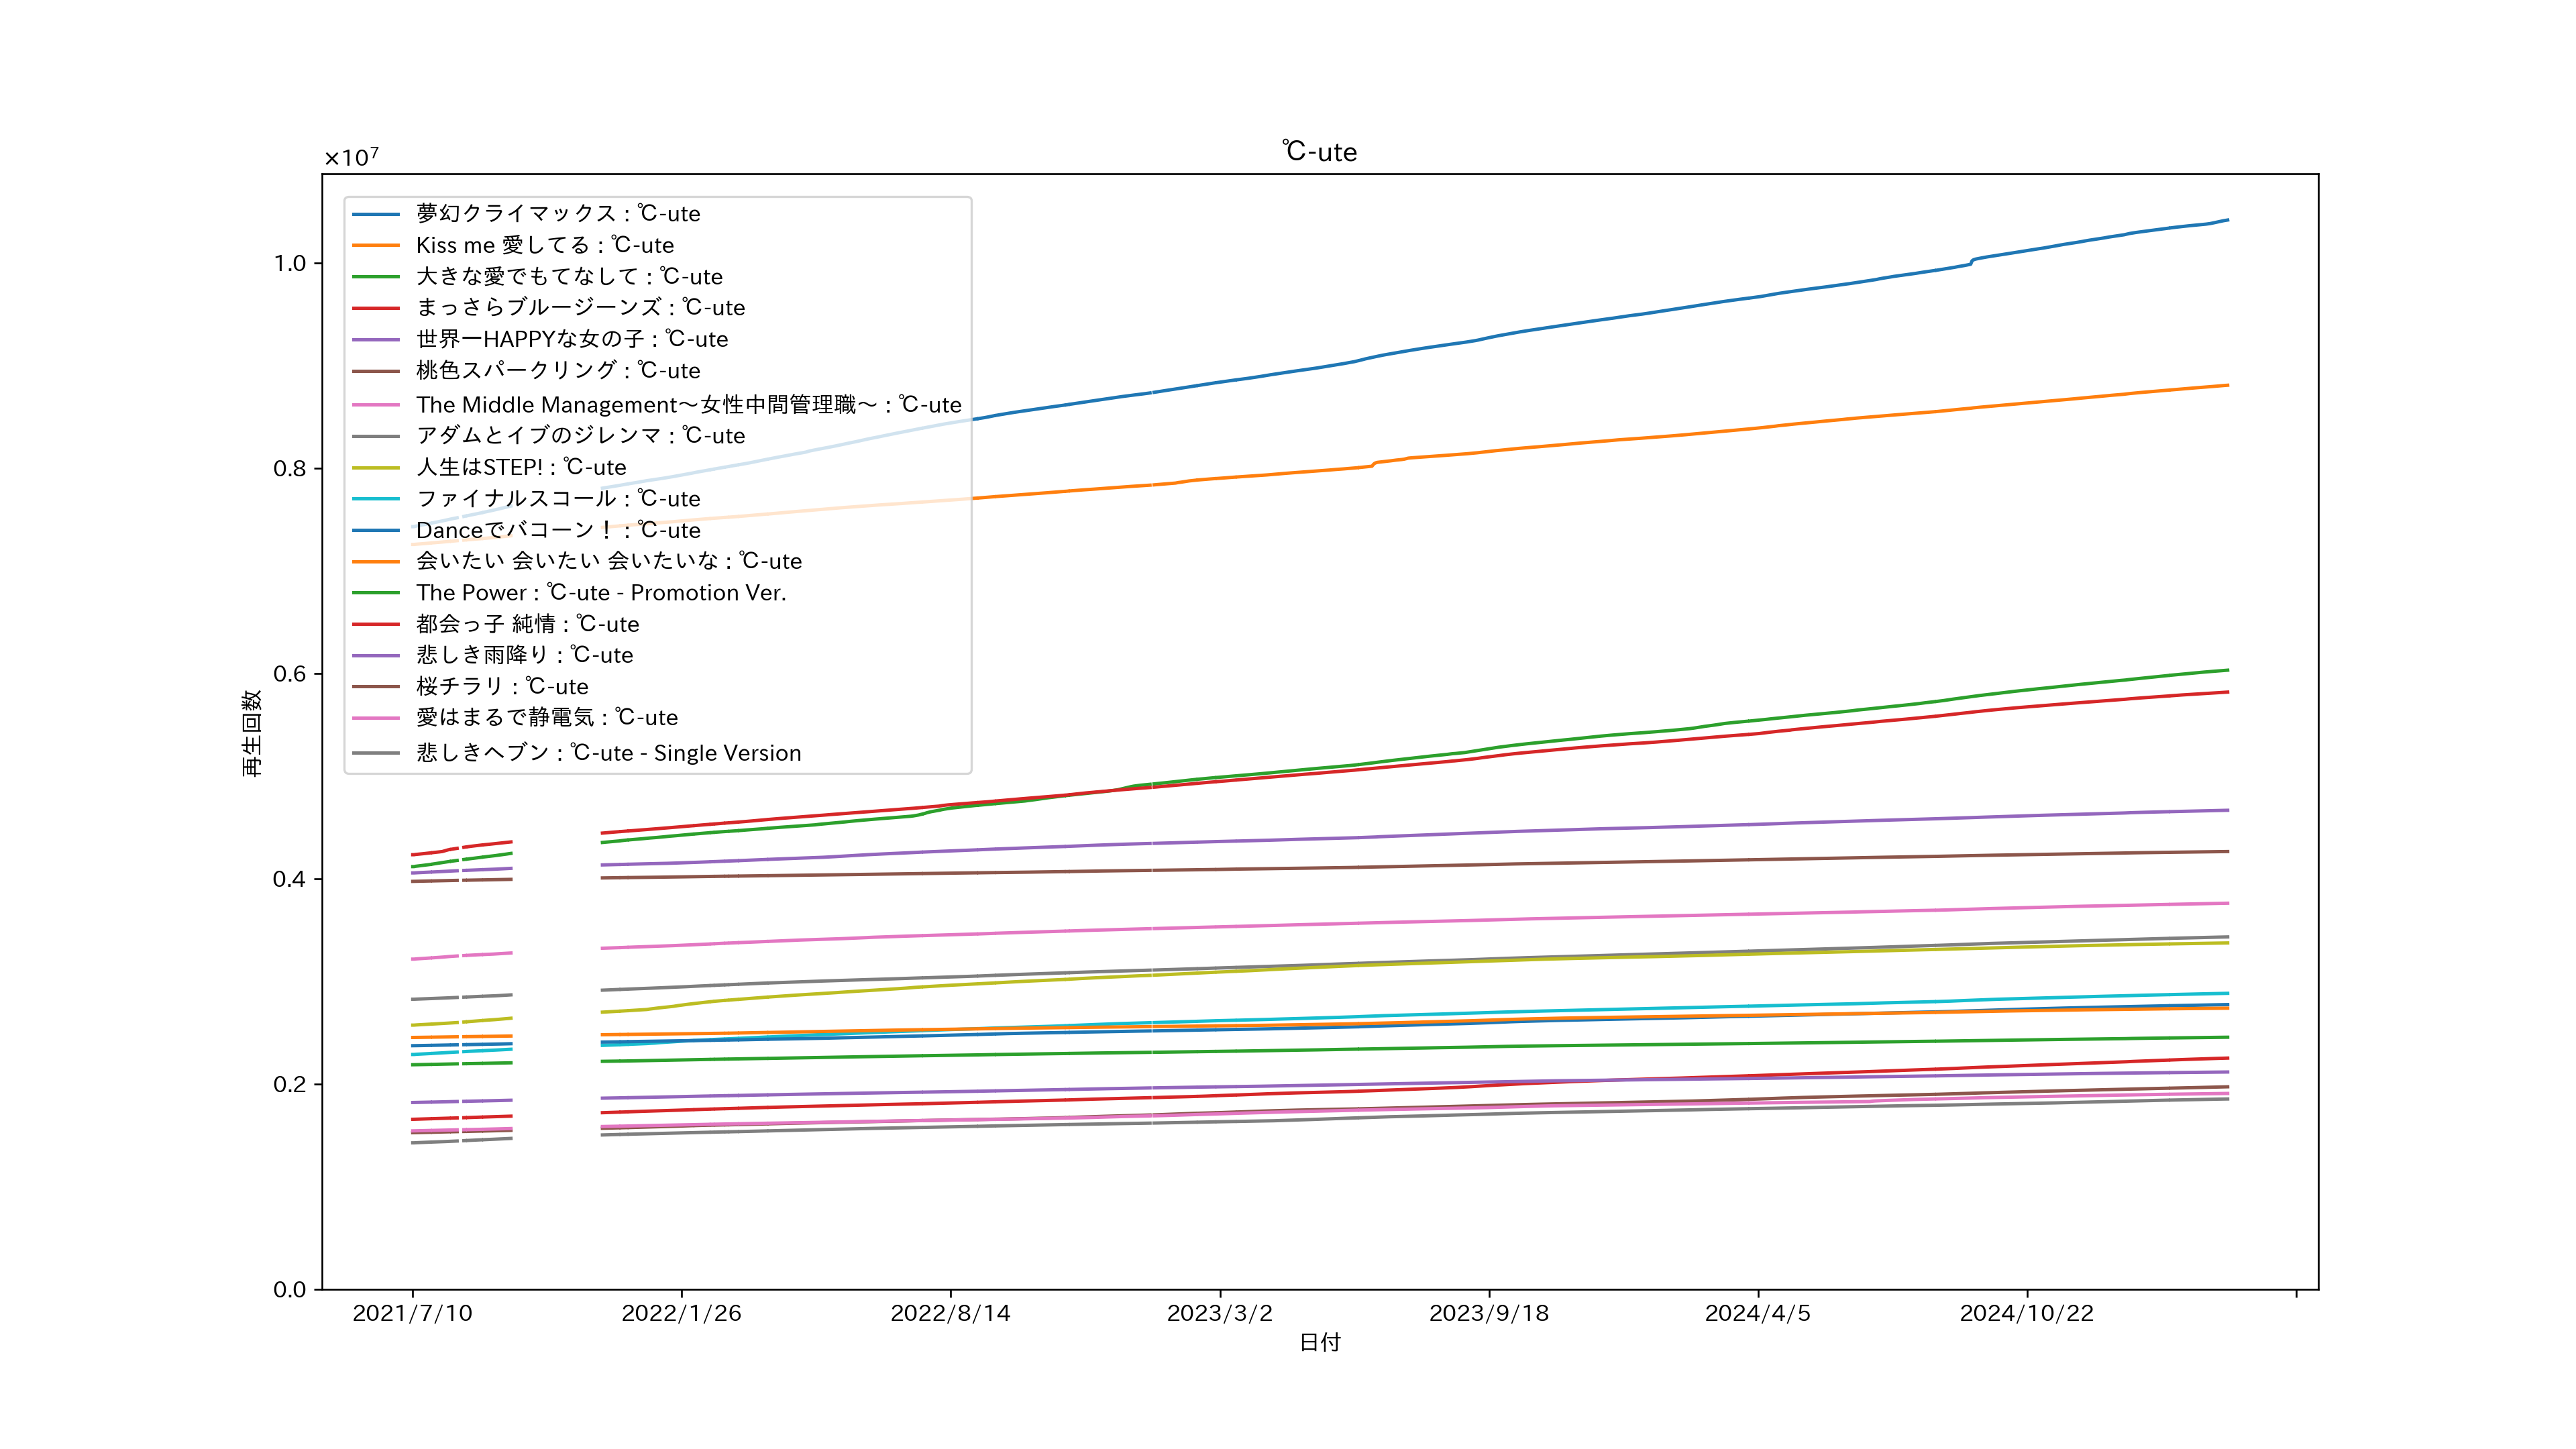 ℃-ute
×10⁷
夢幻クライマックス : ℃-ute
Kiss me 愛してる : ℃-ute
大きな愛でもてなして : ℃-ute
まっさらブルージーンズ : ℃-ute
世界一HAPPYな女の子 : ℃-ute
桃色スパークリング : ℃-ute
The Middle Management～女性中間管理職～ : ℃-ute
アダムとイブのジレンマ : ℃-ute
人生はSTEP! : ℃-ute
ファイナルスコール : ℃-ute
Danceでバコーン！ : ℃-ute
会いたい 会いたい 会いたいな : ℃-ute
The Power : ℃-ute - Promotion Ver.
都会っ子 純情 : ℃-ute
悲しき雨降り : ℃-ute
桜チラリ : ℃-ute
愛はまるで静電気 : ℃-ute
悲しきヘブン : ℃-ute - Single Version
1.0
0.8
0.6
0.4
0.2
0.0
再生回数
2021/7/10 2022/1/26 2022/8/14 2023/3/2 2023/9/18 2024/4/5 2024/10/22
日付